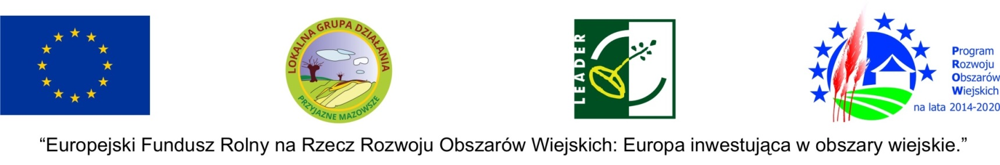 LOKALNA GRUPA DZIAŁANIA
PRZYJAZNE MAZOWSZE
LEADER
Program
Rozwoju
Obszarów
Wiejskich
na lata 2014-2020
“Europejski Fundusz Rolny na Rzecz Rozwoju Obszarów Wiejskich: Europa inwestująca w obszary wiejskie.”